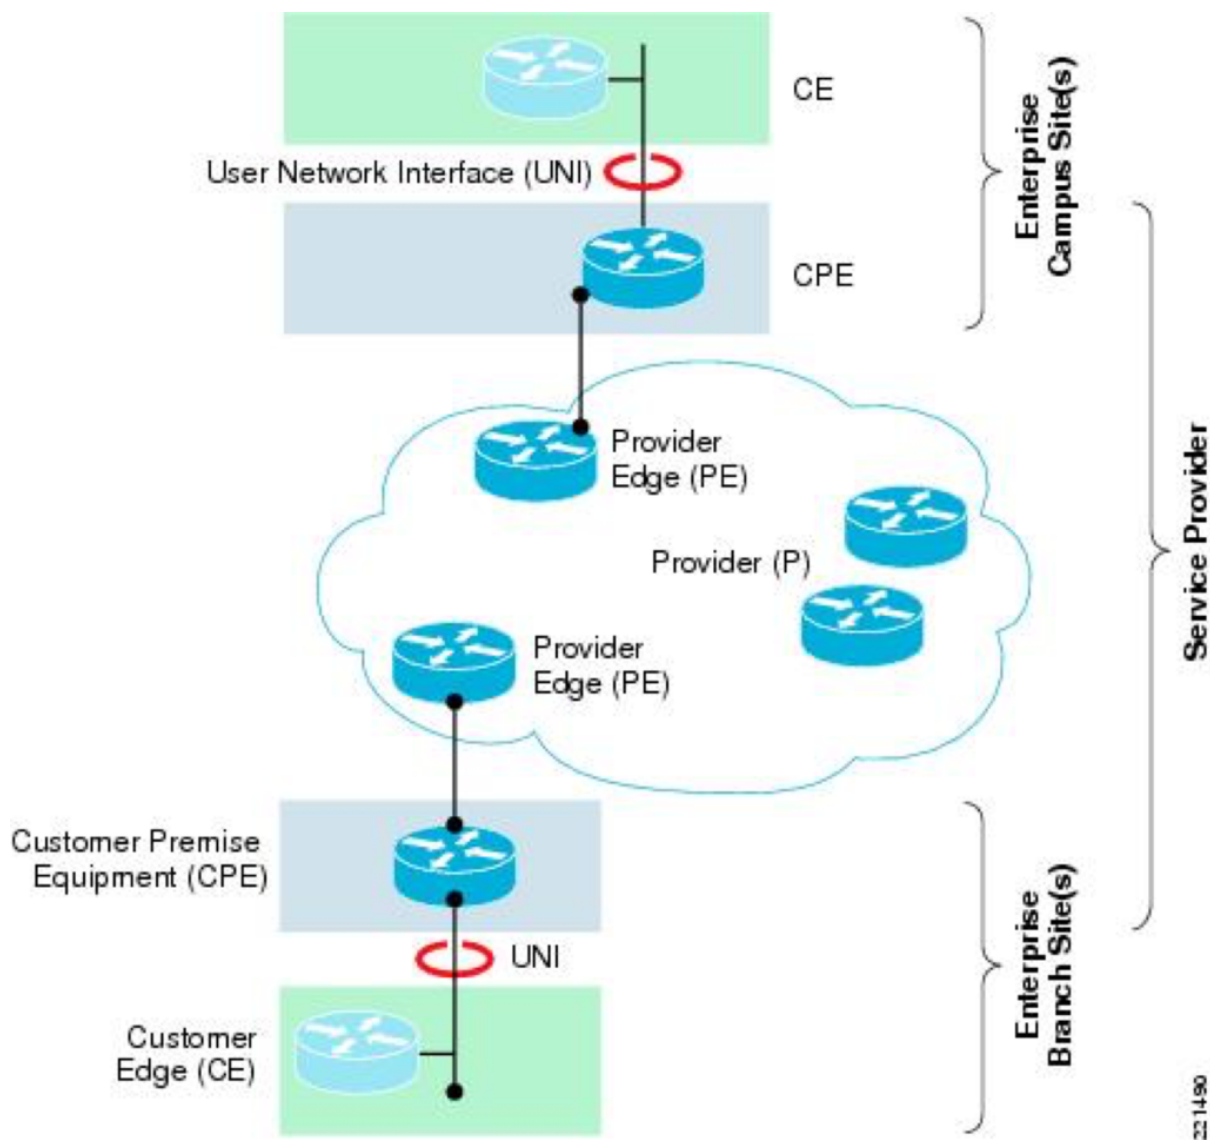 CE
User Network Interface (UNI)
CPE
Enterprise
Campus Site(s)
Provider
Edge (PE)
Provider (P)
Service Provider
Provider
Edge (PE)
Customer Premise
Equipment (CPE)
UNI
Enterprise
Branch Site(s)
Customer
Edge (CE)
221490